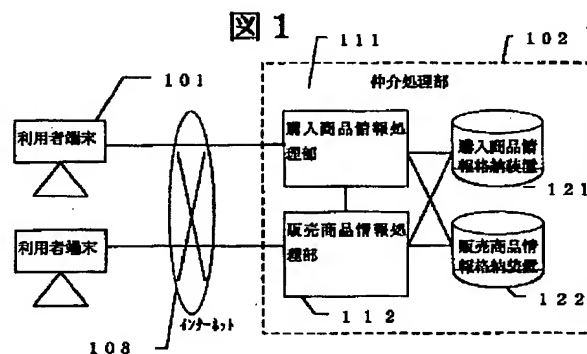 図1
102
111
101
仲介処理部
利用者端末
購入商品情報処
理部
購入商品情
報格納装置
121
利用者端末
販売商品情報処
理部
販売商品情
報格納装置
インターネット
103
112
122